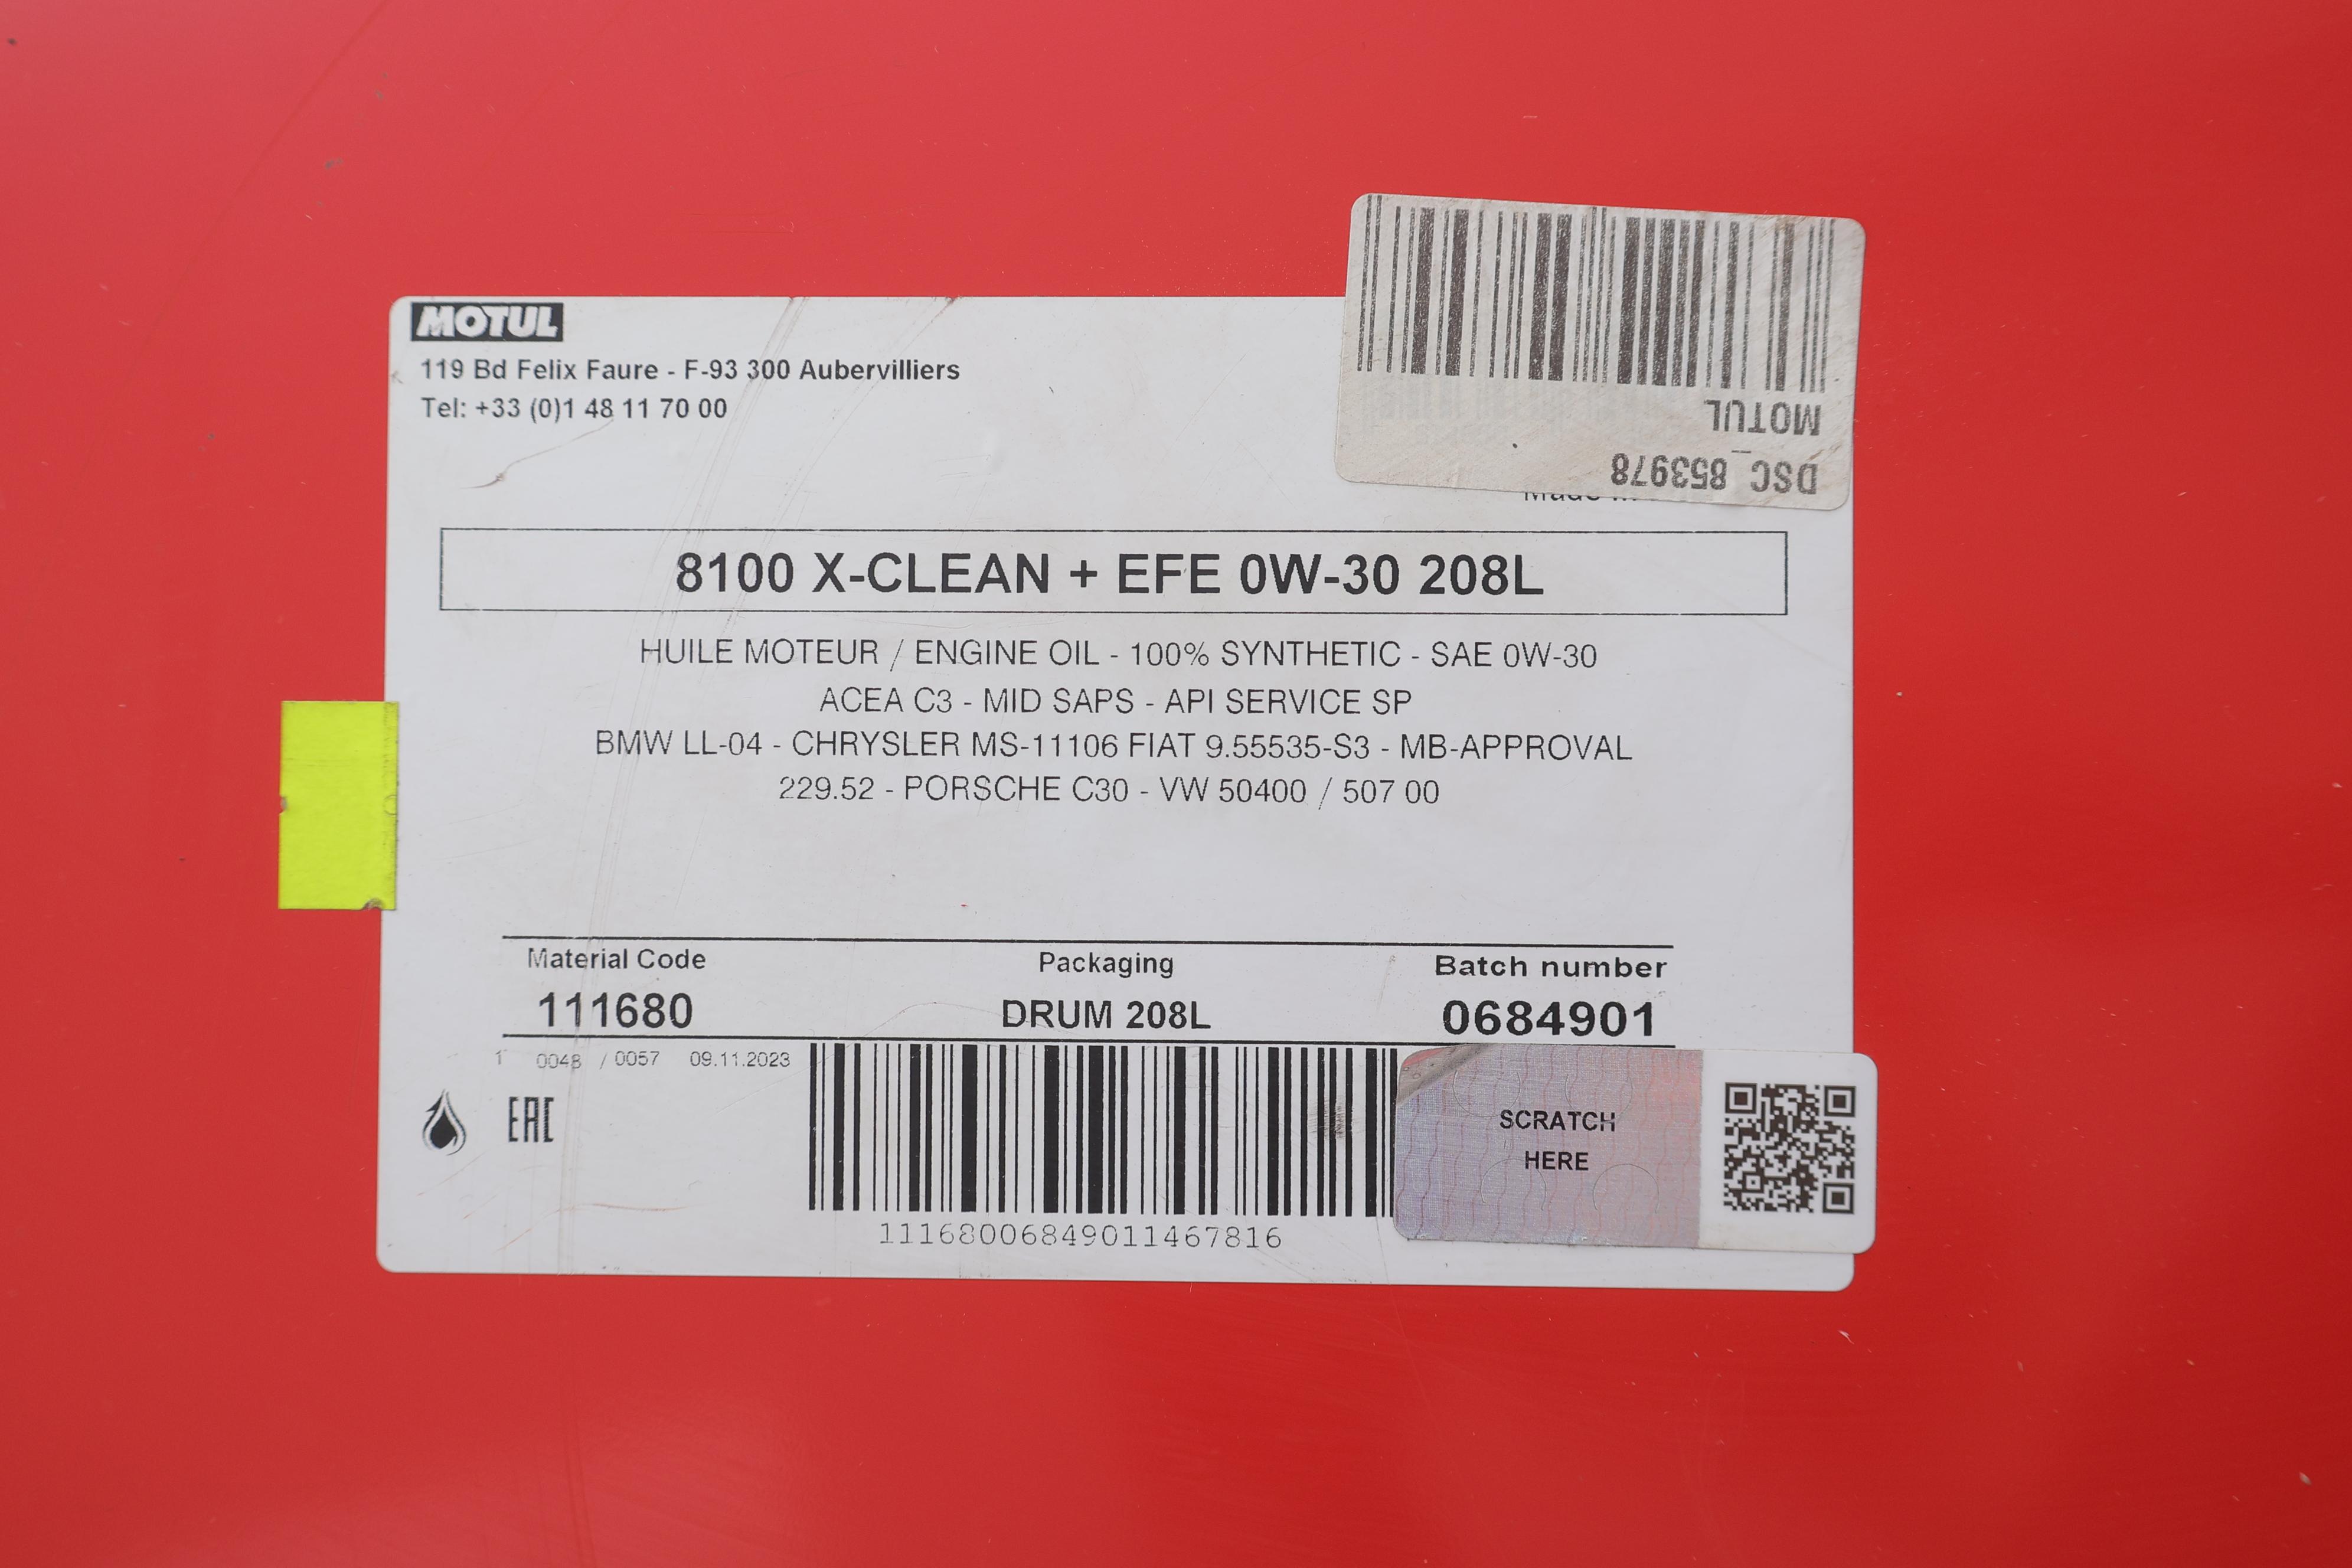 MOTUL
119 Bd Felix Faure - F-93 300 Aubervilliers
Tel: +33 (0)1 48 11 70 00
MOTUL
DSC_853978
Made
8100 X-CLEAN + EFE 0W-30 208L
HUILE MOTEUR / ENGINE OIL - 100% SYNTHETIC - SAE 0W-30
ACEA C3 - MID SAPS - API SERVICE SP
BMW LL-04 - CHRYSLER MS-11106 FIAT 9.55535-S3 - MB-APPROVAL
229.52 - PORSCHE C30 - VW 50400 / 507 00
Material Code Packaging Batch number
111680 DRUM 208L 0684901
1 0048 / 0057 09.11.2023
EAC
SCRATCH
HERE
11168006849011467816